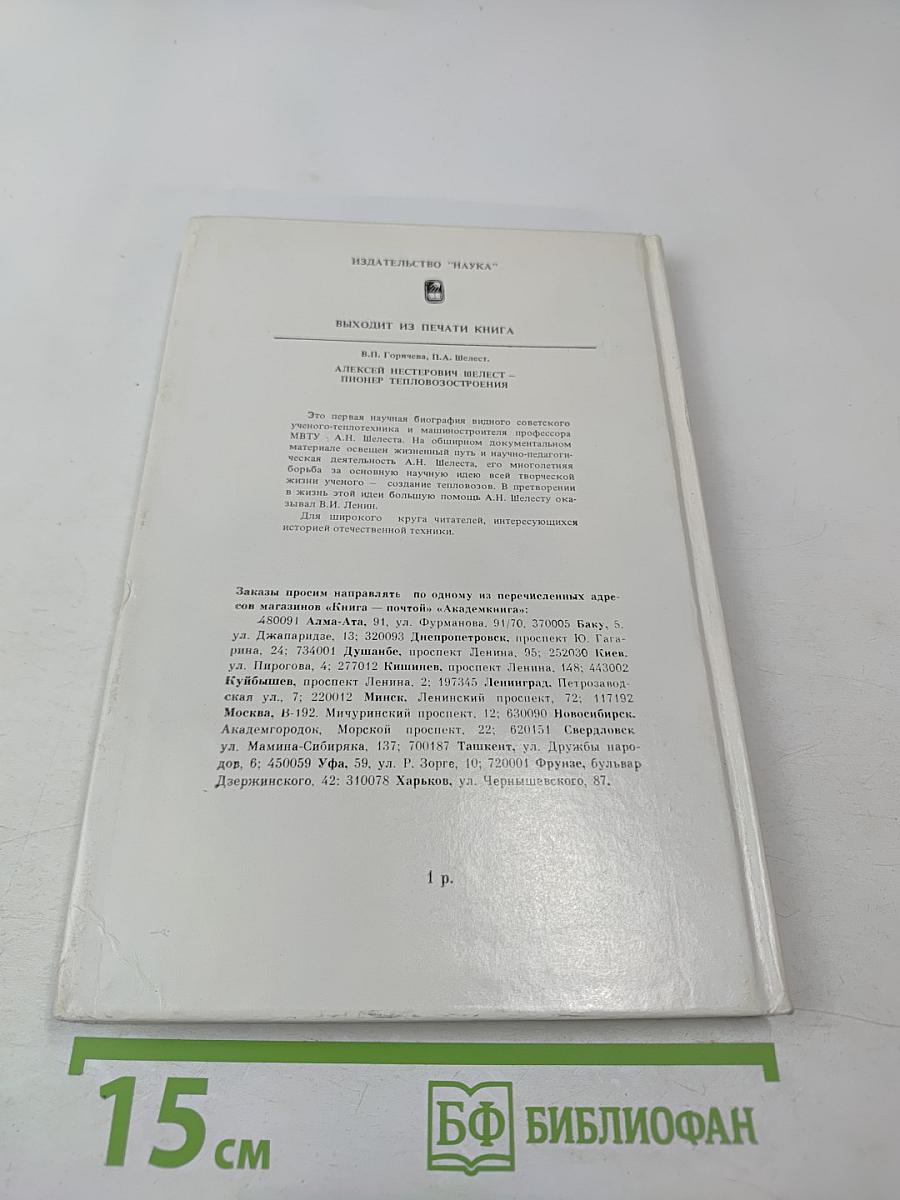 ИЗДАТЕЛЬСТВО "НАУКА"
ВЫХОДИТ ИЗ ПЕЧАТИ КНИГА
В.П. Горячева, П.А. Шелест.
АЛЕКСЕЙ НЕСТЕРОВИЧ ШЕЛЕСТ –
ПИОНЕР ТЕПЛОВОЗОСТРОЕНИЯ
Это первая научная биография видного советского
ученого-теплотехника и машиностроителя профессора
МВТУ А.Н. Шелеста. На обширном документальном
материале освещен жизненный путь и научно-педагоги-
ческая деятельность А.Н. Шелеста, его многолетняя
борьба за основную научную идею всей творческой
жизни ученого – создание тепловозов. В претворении
в жизнь этой идеи большую помощь А.Н. Шелесту ока-
зывал В.И. Ленин.
Для широкого круга читателей, интересующихся
историей отечественной техники.
Заказы просим направлять по одному из перечисленных адре-
сов магазинов «Книга — почтой» «Академкнига»:
480091 Алма-Ата, 91, ул. Фурманова, 91/70, 370005 Баку, 5.
ул. Джапаридзе, 13; 320093 Днепропетровск, проспект Ю. Гага-
рина, 24; 734001 Душанбе, проспект Ленина, 95; 252030 Киев.
ул. Пирогова, 4; 277012 Кишинев, проспект Ленина, 148; 443002
Куйбышев, проспект Ленина, 2; 197345 Ленинград, Петрозавод-
ская ул., 7; 220012 Минск, Ленинский проспект, 72; 117192
Москва, В-192. Мичуринский проспект, 12; 630090 Новосибирск.
Академгородок, Морской проспект, 22; 620151 Свердловск
ул. Мамина-Сибиряка, 137; 700187 Ташкент, ул. Дружбы наро-
дов, 6; 450059 Уфа, 59, ул. Р. Зорге, 10; 720001 Фрунзе, бульвар
Дзержинского, 42; 310078 Харьков, ул. Чернышевского, 87.
1 р.
15 см
БФ БИБЛИОФАН